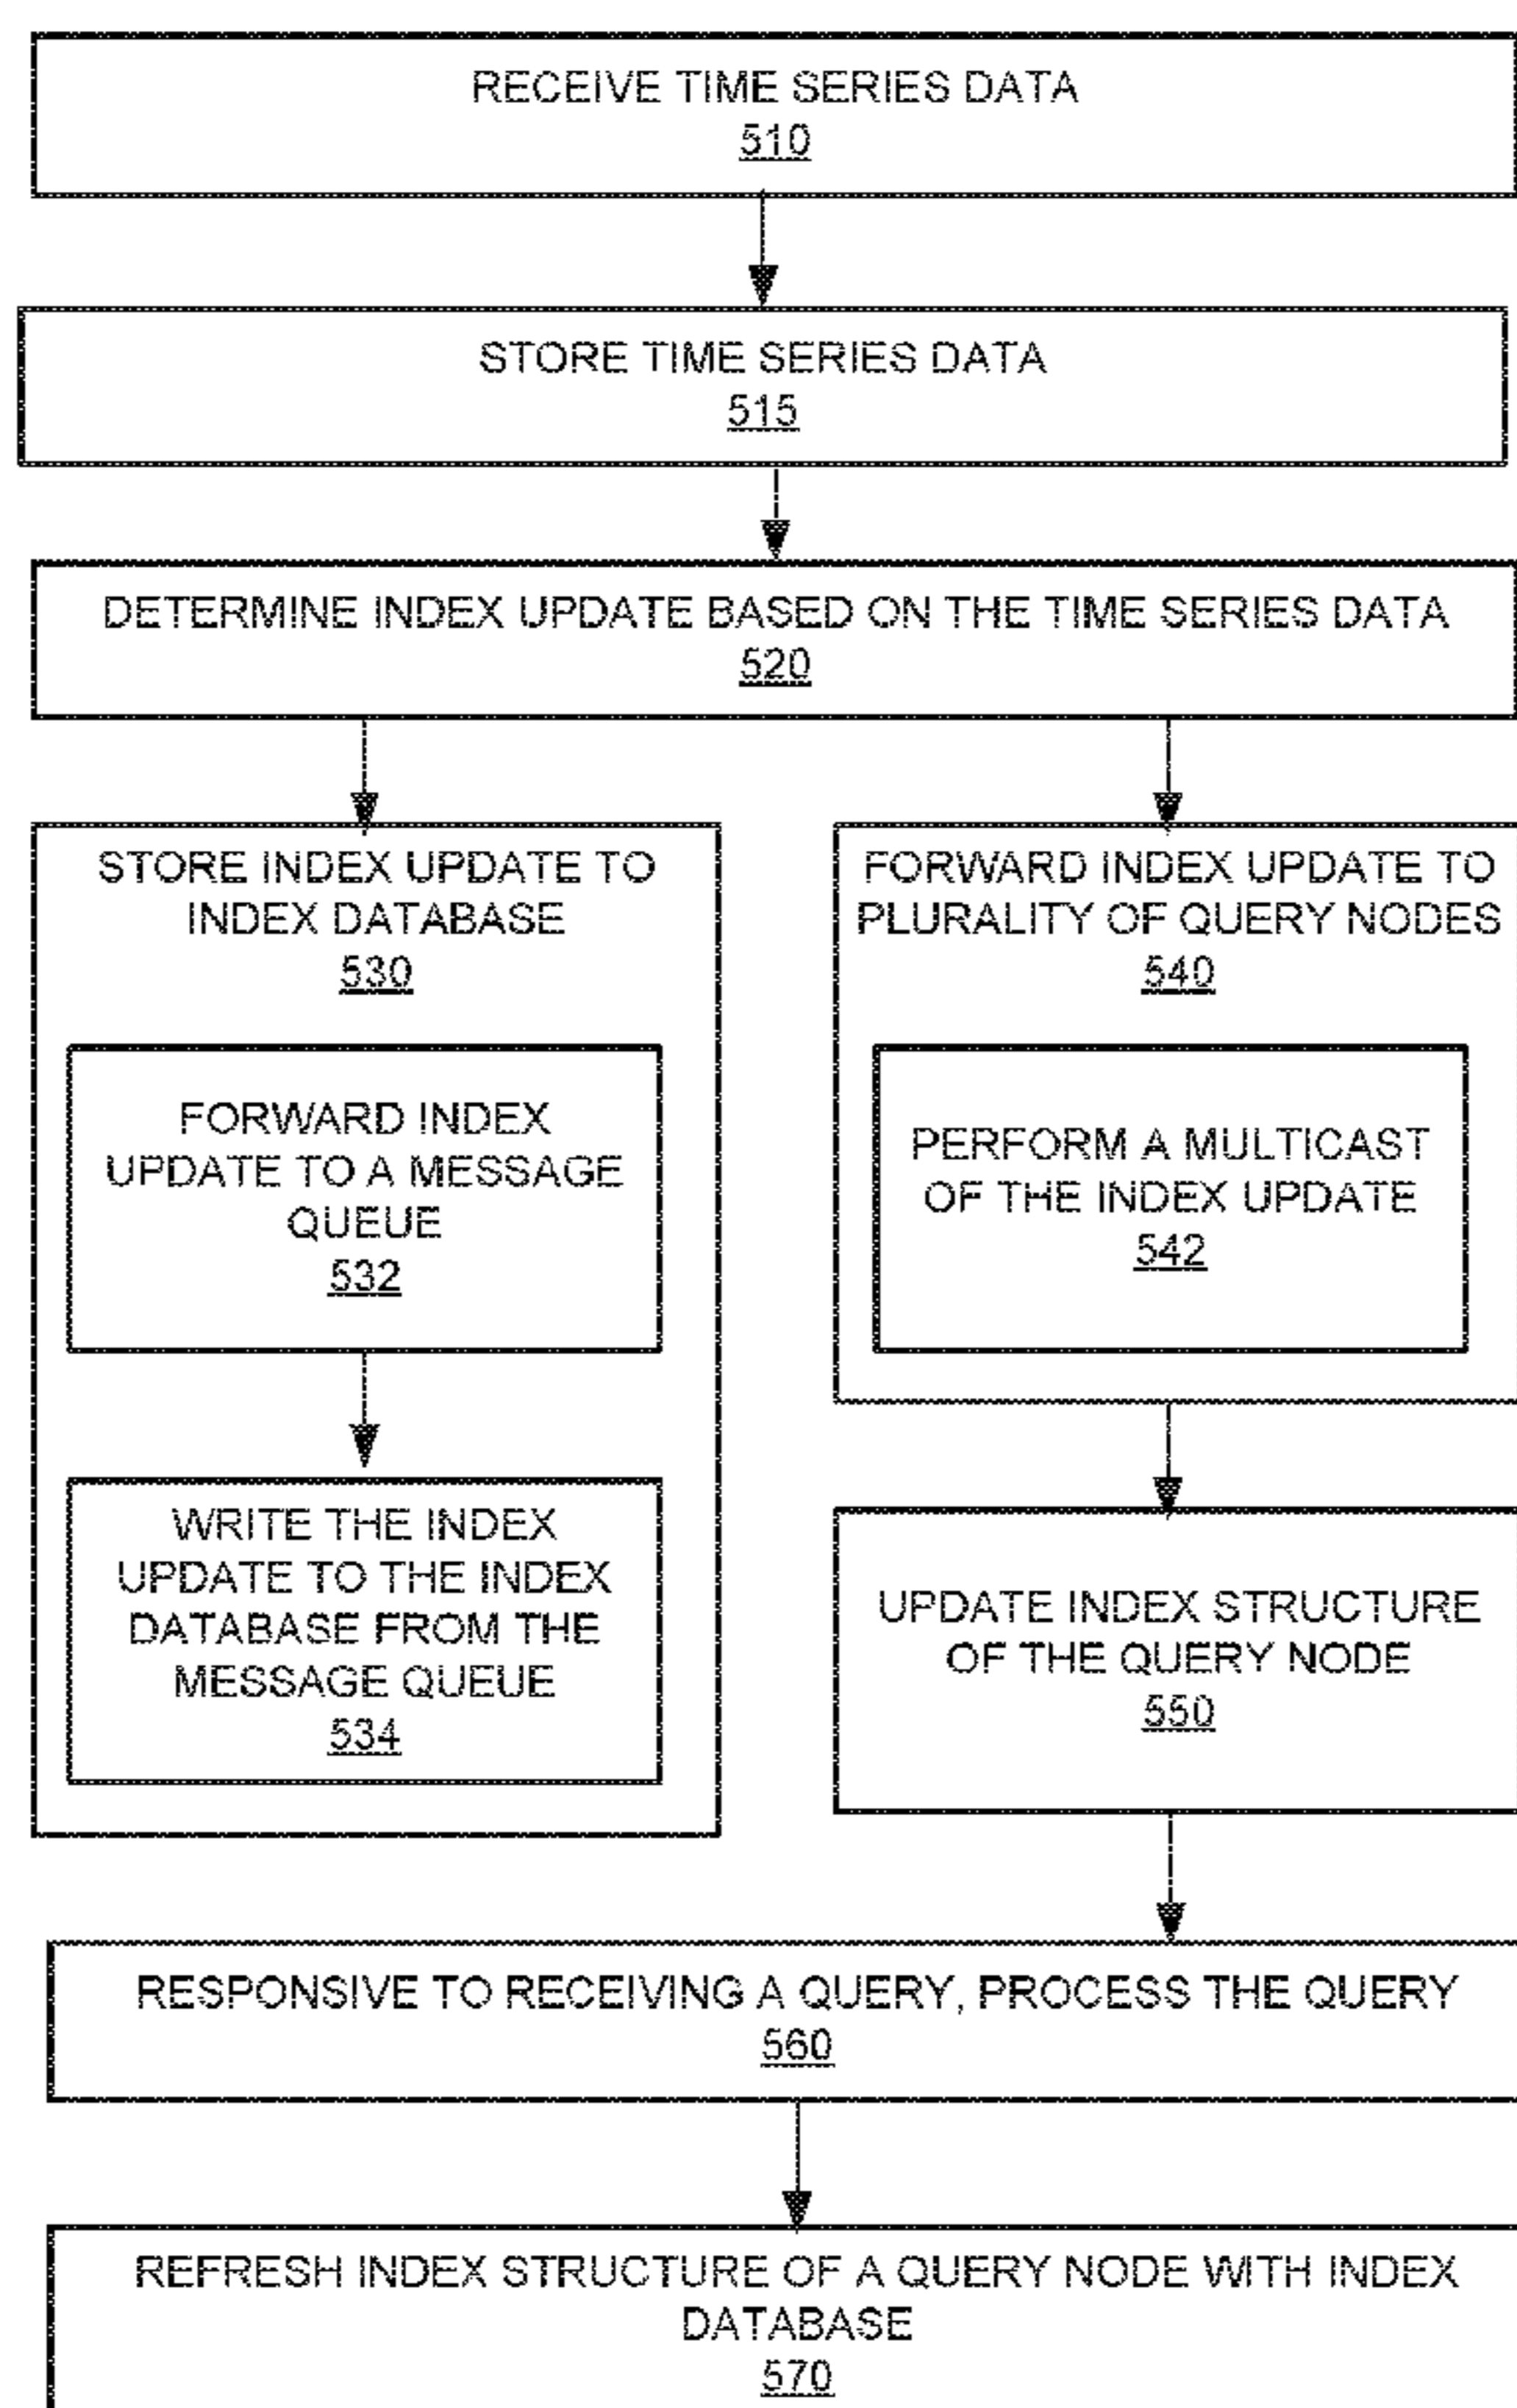 RECEIVE TIME SERIES DATA
510
STORE TIME SERIES DATA
515
DETERMINE INDEX UPDATE BASED ON THE TIME SERIES DATA
520
STORE INDEX UPDATE TO
INDEX DATABASE
530
FORWARD INDEX
UPDATE TO A MESSAGE
QUEUE
532
WRITE THE INDEX
UPDATE TO THE INDEX
DATABASE FROM THE
MESSAGE QUEUE
534
FORWARD INDEX UPDATE TO
PLURALITY OF QUERY NODES
540
PERFORM A MULTICAST
OF THE INDEX UPDATE
542
UPDATE INDEX STRUCTURE
OF THE QUERY NODE
550
RESPONSIVE TO RECEIVING A QUERY, PROCESS THE QUERY
560
REFRESH INDEX STRUCTURE OF A QUERY NODE WITH INDEX
DATABASE
570